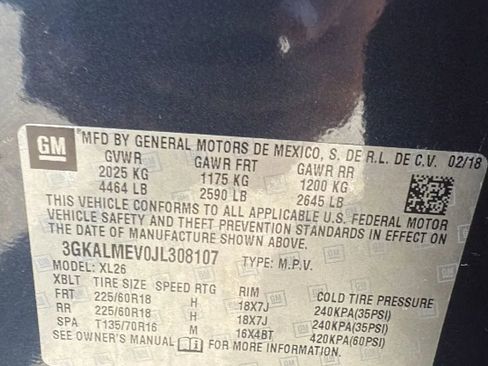 GM
MFD BY GENERAL MOTORS DE MEXICO, S. DE R.L. DE C.V. 02/18
GVWR GAWR FRT GAWR RR
2025 KG 1175 KG 1200 KG
4464 LB 2590 LB 2645 LB
THIS VEHICLE CONFORMS TO ALL APPLICABLE U.S. FEDERAL MOTOR
VEHICLE SAFETY AND THEFT PREVENTION STANDARDS IN EFFECT ON
THE DATE OF MANUFACTURE SHOWN ABOVE.
3GKALMEV0JL308107 TYPE: M.P.V.
MODEL: XL26
XBLT TIRE SIZE SPEED RTG RIM COLD TIRE PRESSURE
FRT 225/60R18 H 18X7J 240KPA(35PSI)
RR 225/60R18 H 18X7J 240KPA(35PSI)
SPA T135/70R16 M 16X4BT 420KPA(60PSI)
SEE OWNER'S MANUAL FOR MORE INFORMATION